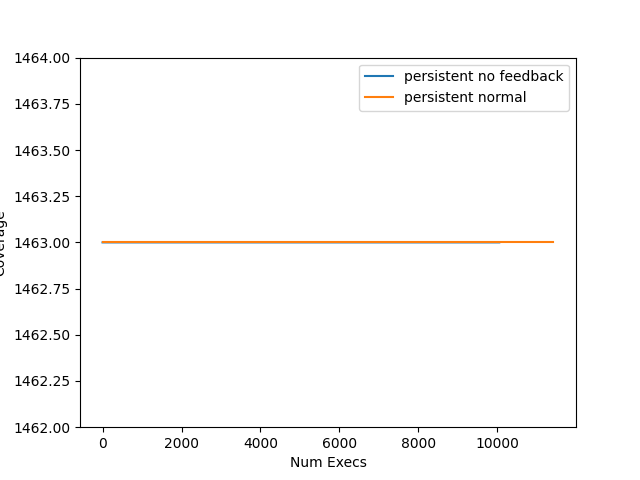 1464.00
1463.75
1463.50
1463.25
1463.00
1462.75
1462.50
1462.25
1462.00
Coverage
0 2000 4000 6000 8000 10000
Num Execs
persistent no feedback
persistent normal